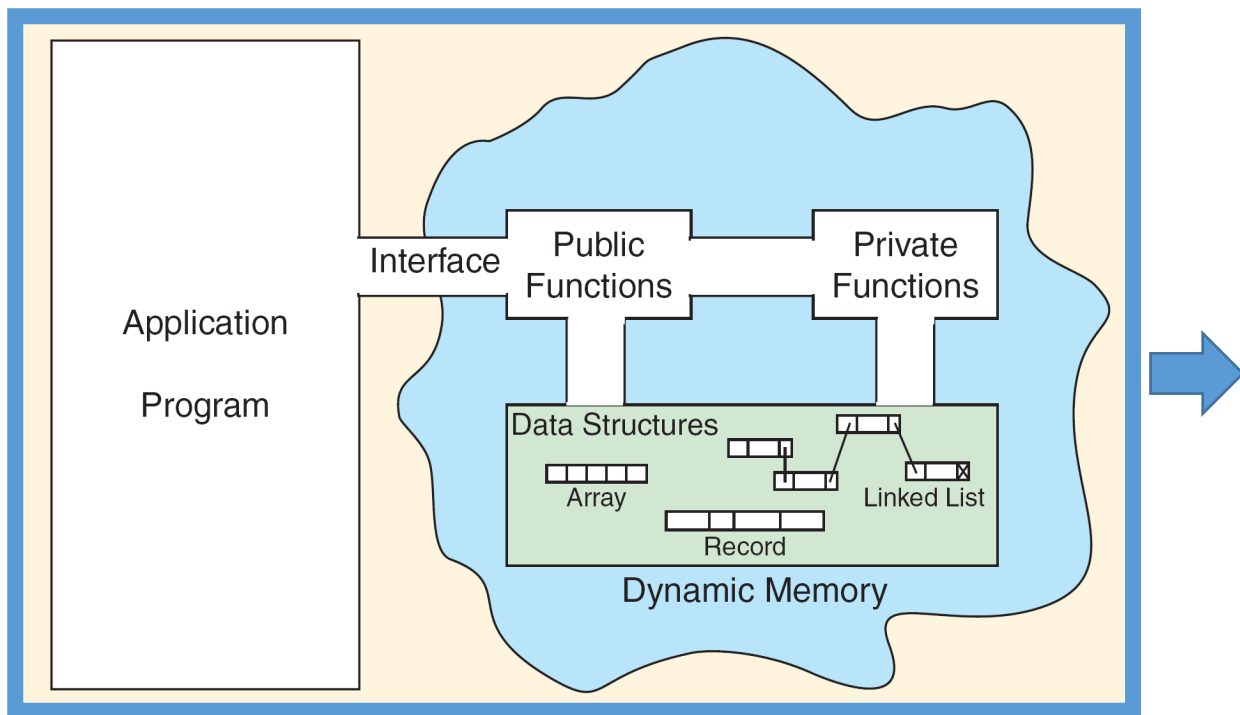 Application
Program
Interface
Public
Functions
Private
Functions
Data Structures
Array
Linked List
Record
Dynamic Memory